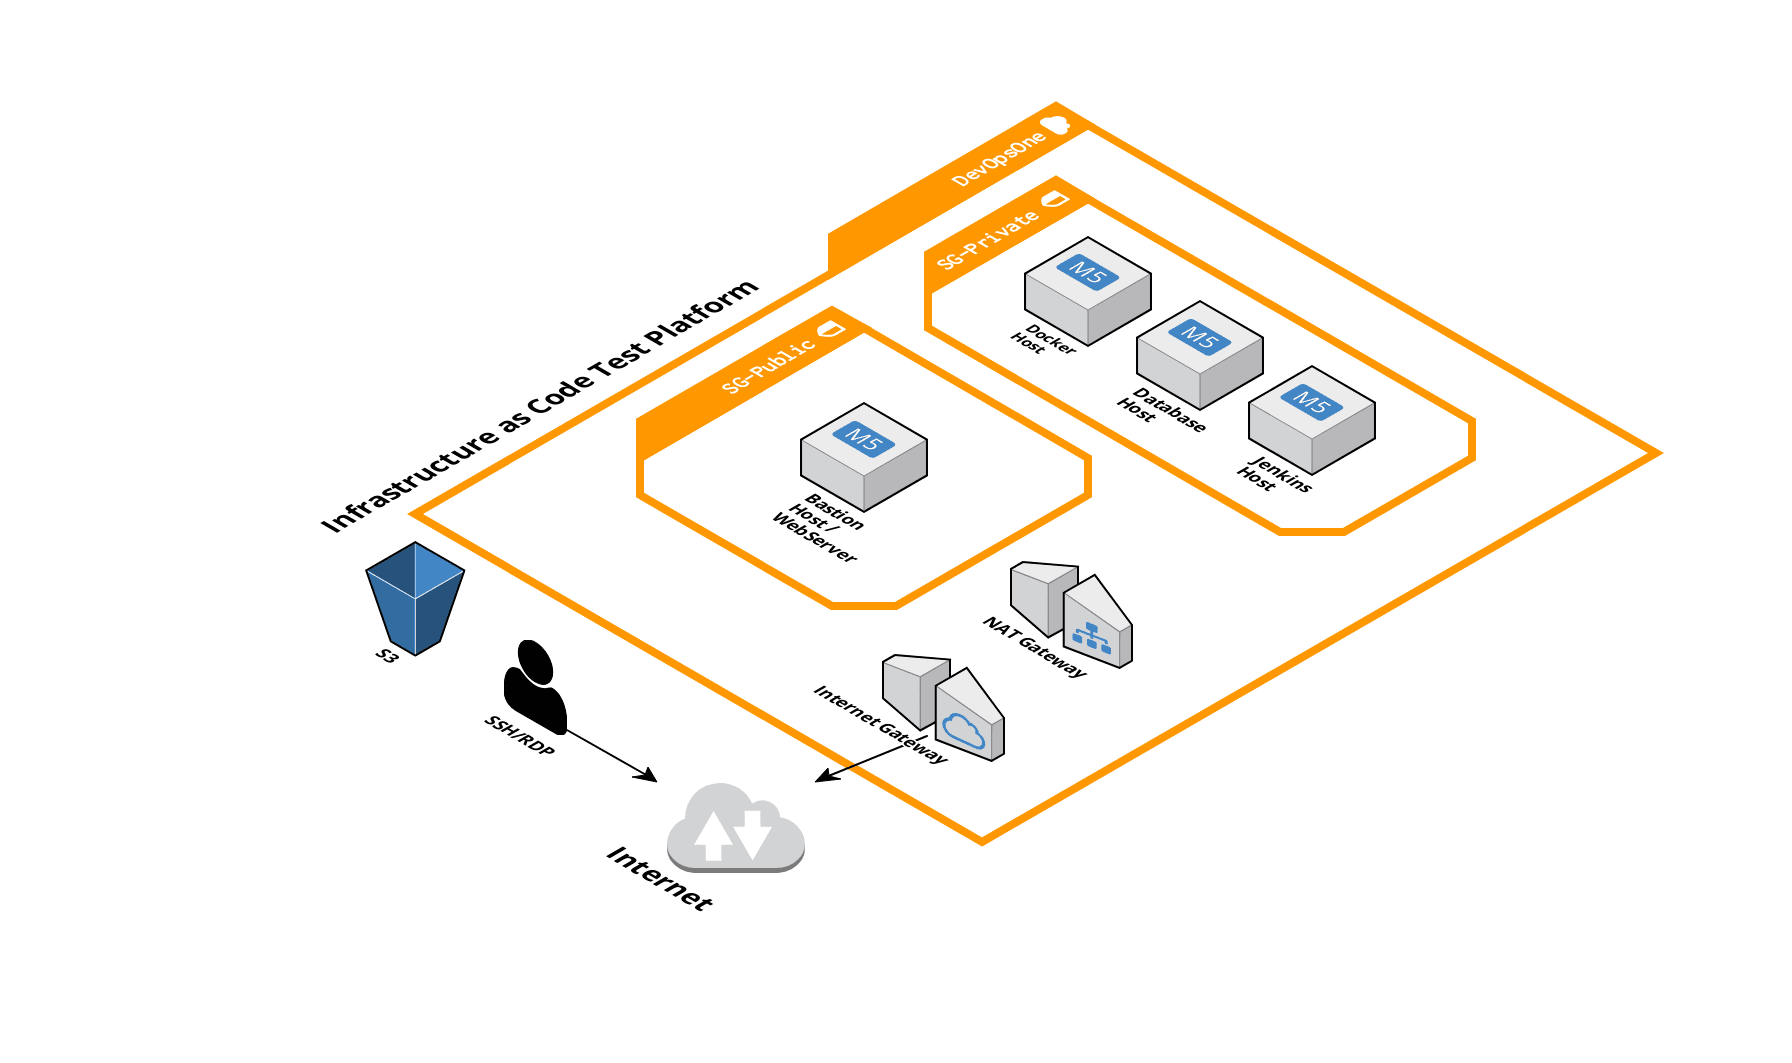 Infrastructure as Code Test Platform
DevOpsOne
SG-Private
M5
Docker
Host
M5
Database
Host
M5
Jenkins
Host
SG-Public
M5
Bastion
Host /
WebServer
NAT Gateway
Internet Gateway
S3
SSH/RDP
Internet